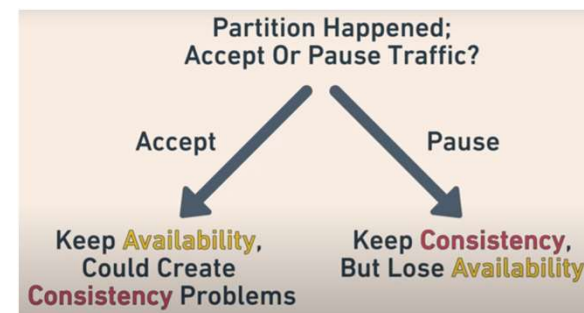 Partition Happened;
Accept Or Pause Traffic?
Accept
Pause
Keep Availability,
Could Create
Consistency Problems
Keep Consistency,
But Lose Availability